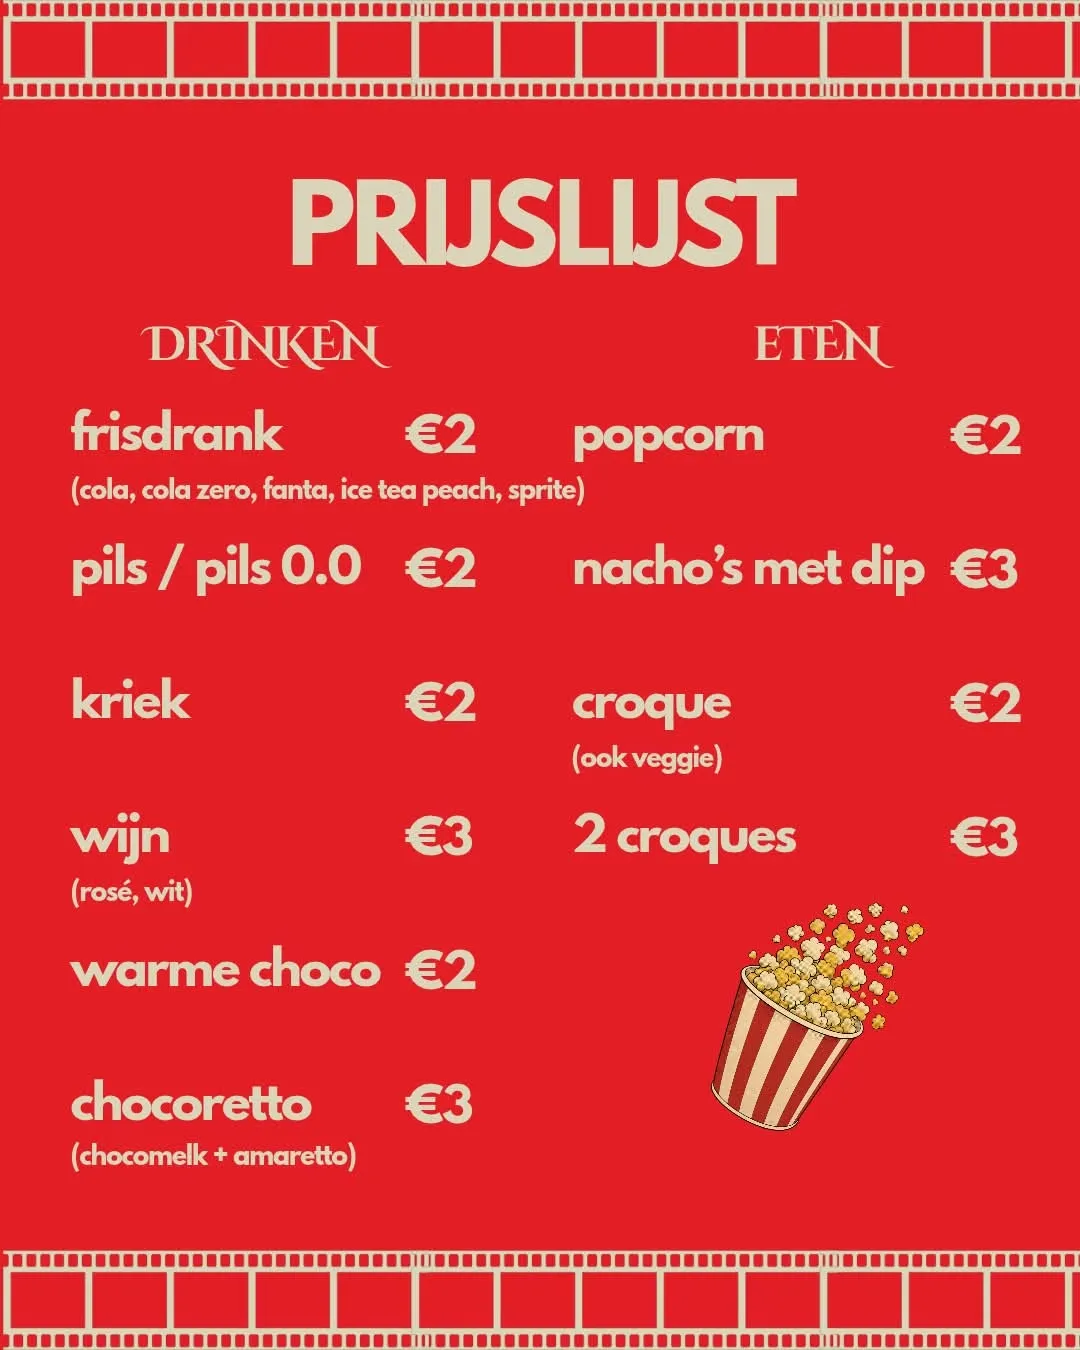 PRIJSLIJST
DRINKEN
frisdrank €2
(cola, cola zero, fanta, ice tea peach, sprite)
pils / pils 0.0 €2
kriek €2
wijn €3
(rosé, wit)
warme choco €2
chocoretto €3
(chocomelk + amaretto)
ETEN
popcorn €2
nacho’s met dip €3
croque €2
(ook veggie)
2 croques €3